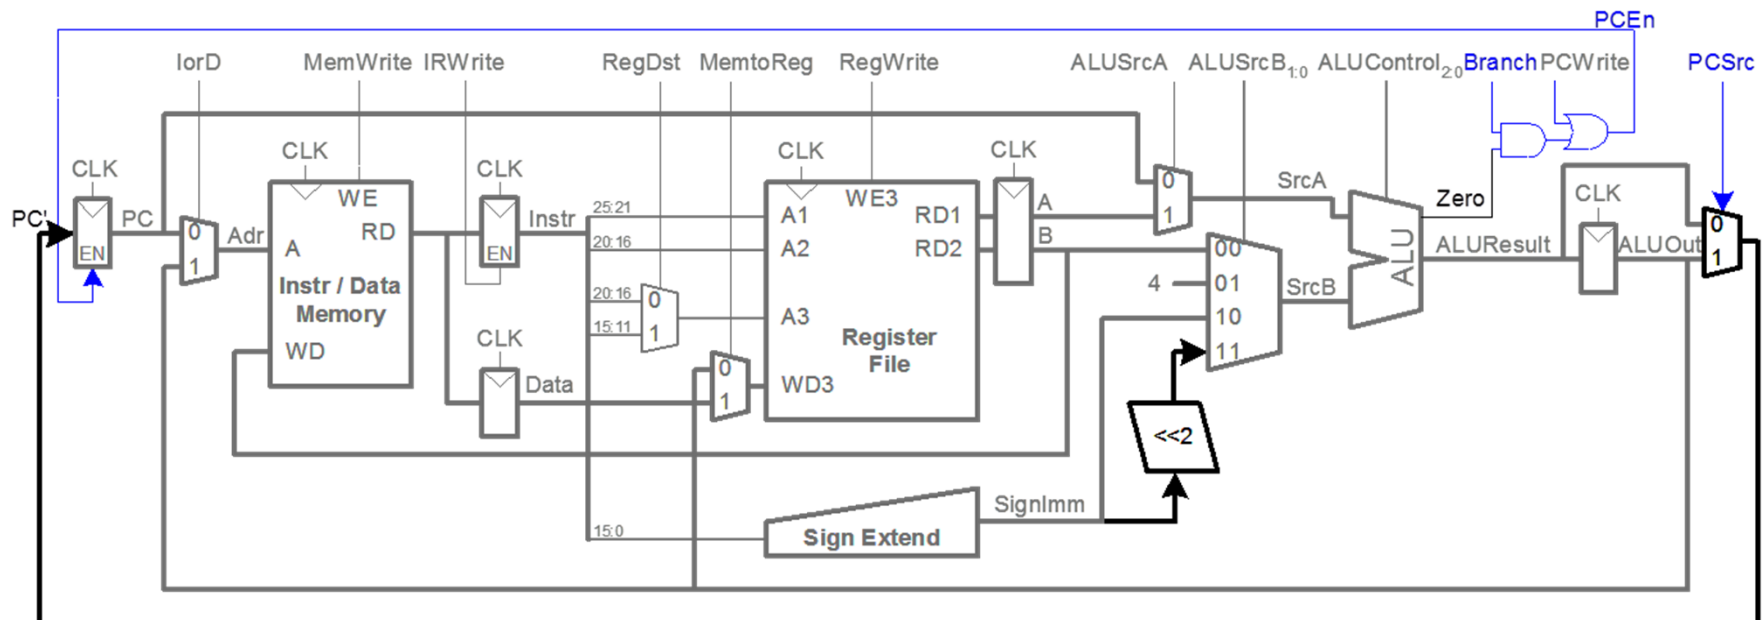 PCEn
IorD MemWrite IRWrite RegDst MemtoReg RegWrite ALUSrcA ALUSrcB1:0 ALUControl2:0 Branch PCWrite PCSrc
CLK CLK CLK CLK CLK CLK
PC' PC EN
0 1 Adr
WE A RD Instr / Data
Memory
WD
EN Instr
CLK
Data
25:21
20:16
20:16
15:11
15:0
0 1
0 1
WE3
A1 RD1
A2 RD2
A3
Register
File
WD3
A
B
0 1 SrcA
00
4 01
10
11
SrcB
ALU
Zero
ALUResult
ALUOut
0
1
<<2
SignImm
Sign Extend